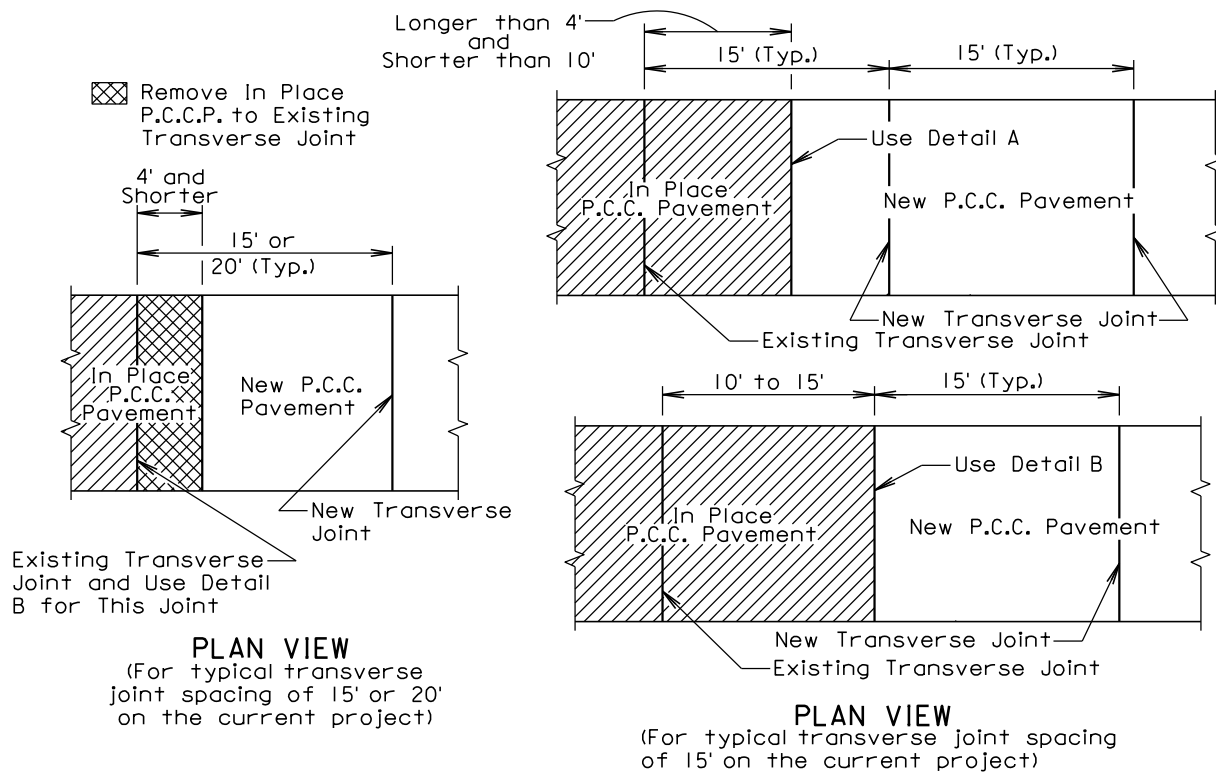 Remove In Place
P.C.C.P. to Existing
Transverse Joint
4' and
Shorter
15' or
20' (Typ.)
In Place
P.C.C.
Pavement
New P.C.C.
Pavement
New Transverse
Joint
Existing Transverse
Joint and Use Detail
B for This Joint
PLAN VIEW
(For typical transverse
joint spacing of 15' or 20'
on the current project)
Longer than 4'
and
Shorter than 10'
15' (Typ.)
15' (Typ.)
Use Detail A
In Place
P.C.C. Pavement
New P.C.C. Pavement
New Transverse Joint
Existing Transverse Joint
10' to 15'
15' (Typ.)
Use Detail B
In Place
P.C.C. Pavement
New P.C.C. Pavement
New Transverse Joint
Existing Transverse Joint
PLAN VIEW
(For typical transverse joint spacing
of 15' on the current project)